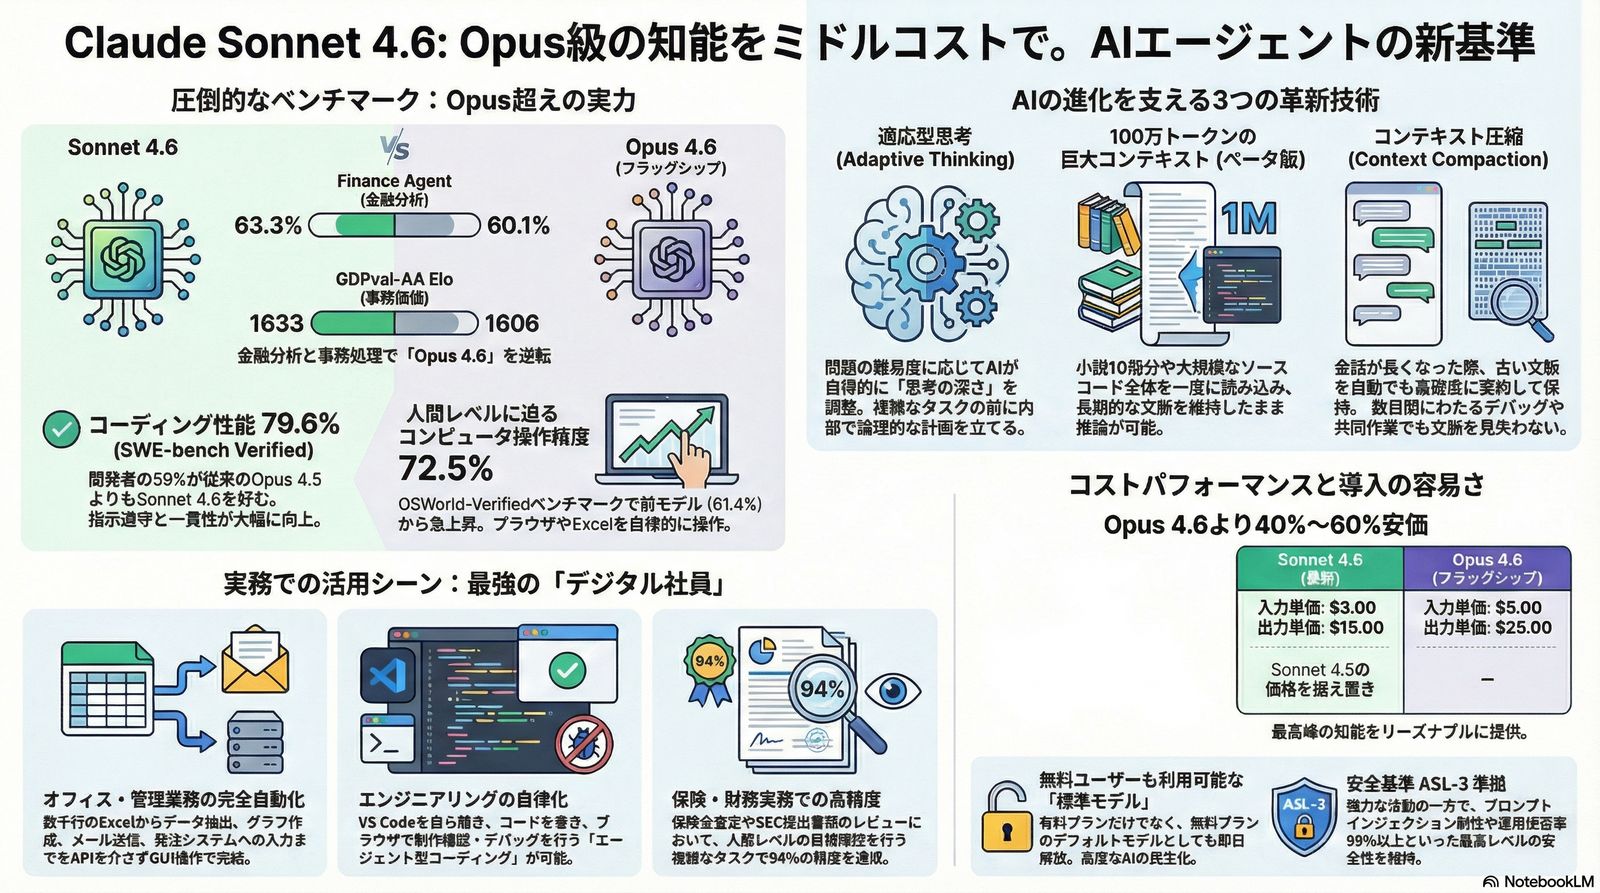 Claude Sonnet 4.6: Opus級の知能をミドルコストで。AIエージェントの新基準
圧倒的なベンチマーク：Opus超えの実力
Sonnet 4.6
VS
Opus 4.6
(フラッグシップ)
Finance Agent
(金融分析)
63.3%
60.1%
GDPval-AA Elo
(事務価価)
1633
1606
金融分析と事務処理で「Opus 4.6」を逆転
コーディング性能 79.6%
(SWE-bench Verified)
開発者の59%が従来のOpus 4.5
よりもSonnet 4.6を好む。
指示遵守と一貫性が大幅に向上。
人間レベルに迫る
コンピュータ操作精度
72.5%
OSWorld-Verifiedベンチマークで前モデル (61.4%)
から急上昇。ブラウザやExcelを自律的に操作。
AIの進化を支える3つの革新技術
適応型思考
(Adaptive Thinking)
問題の難易度に応じてAIが
自得的に「思考の深さ」を
調整。複雑なタスクの前に内
部で論理的な計画を立てる。
100万トークンの
巨大コンテキスト (ペータ飯)
1M
小説10冊分や大規模なソース
コード全体を一度に読み込み、
長期的な文脈を維持したまま
推論が可能。
コンテキスト圧縮
(Context Compaction)
金話が長くなった際、古い文脈
を自動でも に して保
持。 数目 にわたるデバッグや
共同作業でも文脈を見失わない。
実務での活用シーン：最強の「デジタル社員」
オフィス・管理業務の完全自動化
数千行のExcelからデータ抽出、グラフ作
成、メール送信、発注システムへの入力ま
でをAPIを介さずGUI操作で完結。
エンジニアリングの自律化
VS Codeを自ら 、コードを書き、ブ
ラウザで制作 ・デバッグを行う「エー
ジェント型コーディング」が可能。
94%
94%
保険・財務実務での高精度
保険金査定やSEC提出書類のレビューに
おいて、人 レベルの を行う
複雑なタスクで94%の精度を 。
コストパフォーマンスと導入の容易さ
Opus 4.6より40%～60%安価
Sonnet 4.6
Opus 4.6
(フラッグシップ)
入力単価: $3.00
出力単価: $15.00
入力単価: $5.00
出力単価: $25.00
Sonnet 4.5の
価格を据え置き
–
最高峰の知能をリーズナブルに提供。
無料ユーザーも利用可能な
「標準モデル」
有料プランだけでなく、無料プラン
のデフォルトモデルとしても即日
解放。高度なAIの民生化。
ASL-3
安全基準 ASL-3 準拠
強力な活動の一方で、プロンプト
インジェクション 性や運用 率
99%以上といった最高レベルの安
全性を維持。
NotebookLM